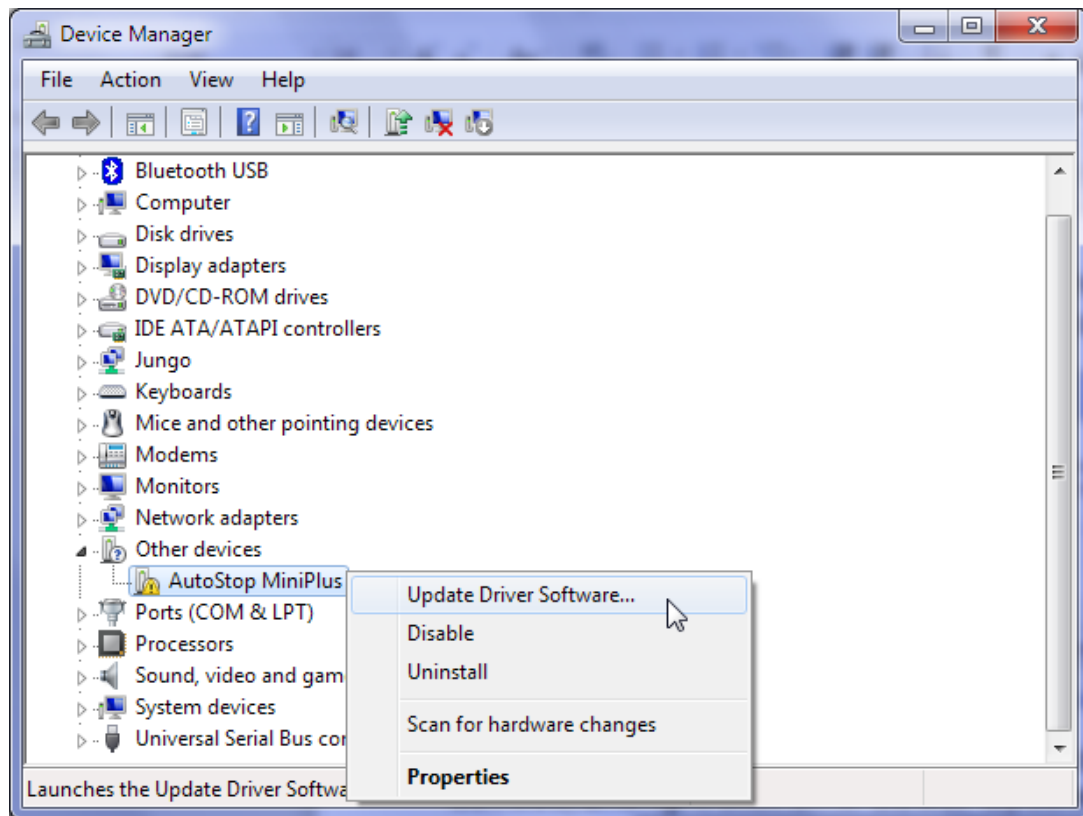 Device Manager
File Action View Help
Bluetooth USB
Computer
Disk drives
Display adapters
DVD/CD-ROM drives
IDE ATA/ATAPI controllers
Jungo
Keyboards
Mice and other pointing devices
Modems
Monitors
Network adapters
Other devices
AutoStop MiniPlus
Ports (COM & LPT)
Processors
Sound, video and gam
System devices
Universal Serial Bus cor
Update Driver Software...
Disable
Uninstall
Scan for hardware changes
Properties
Launches the Update Driver Softwa